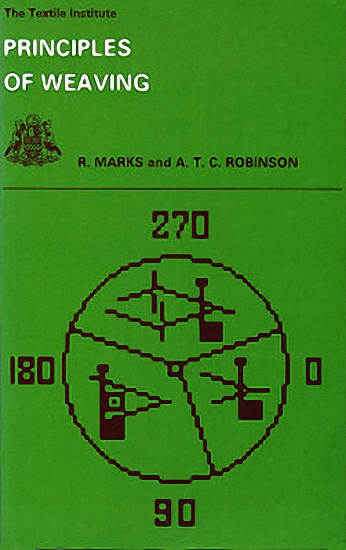 The Textile Institute
PRINCIPLES
OF WEAVING
R. MARKS and A. T. C. ROBINSON
270
180
0
90